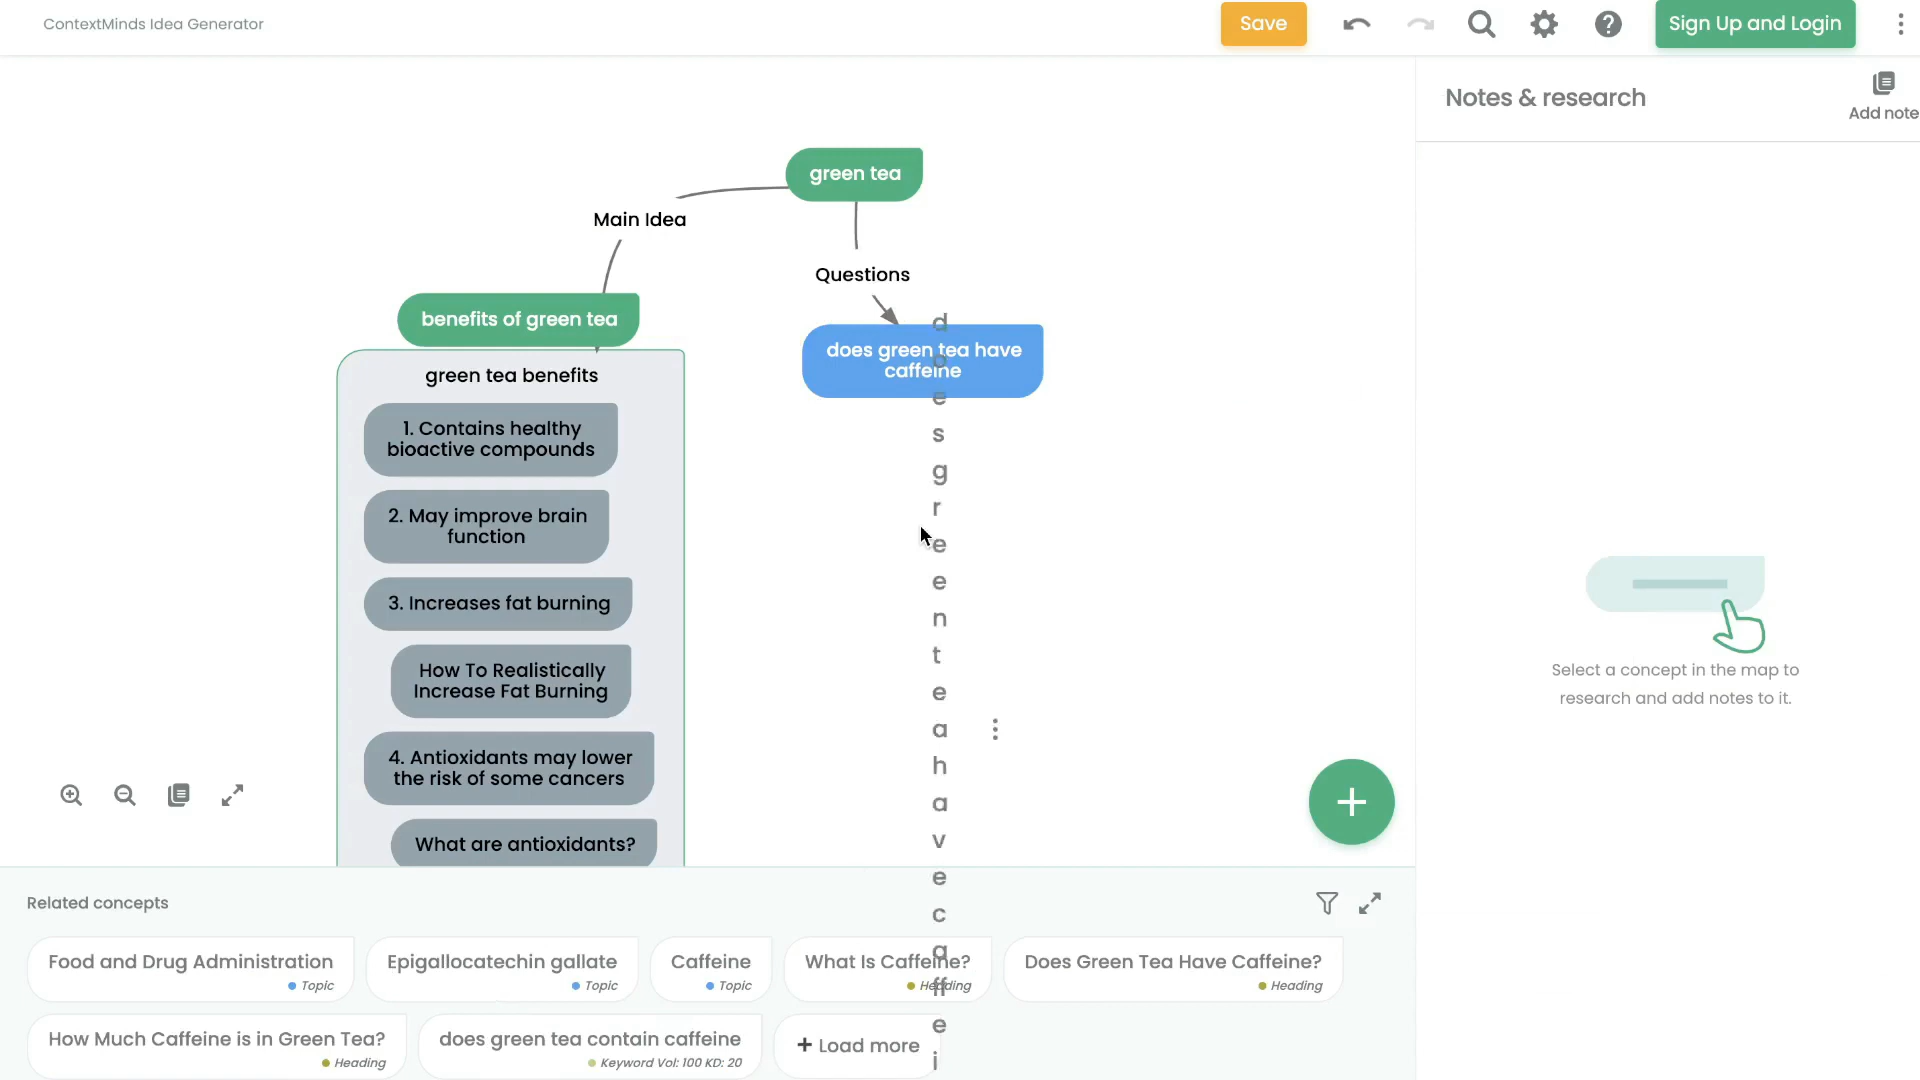 ContextMinds Idea Generator
Save
Sign Up and Login
Notes & research
Add note
green tea
Main Idea
Questions
benefits of green tea
does green tea have
caffeine
green tea benefits
1. Contains healthy
bioactive compounds
2. May improve brain
function
3. Increases fat burning
How To Realistically
Increase Fat Burning
4. Antioxidants may lower
the risk of some cancers
What are antioxidants?
d
o
e
s
g
r
e
e
n
t
e
a
h
a
v
e
c
a
ff
e
i
Select a concept in the map to
research and add notes to it.
Related concepts
Food and Drug Administration
Topic
Epigallocatechin gallate
Topic
Caffeine
Topic
What Is Caffeine?
Heading
Does Green Tea Have Caffeine?
Heading
How Much Caffeine is in Green Tea?
Heading
does green tea contain caffeine
Keyword Vol: 100 KD: 20
+ Load more